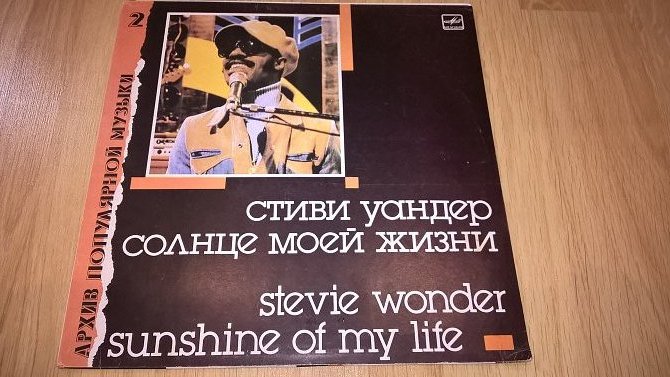 2
АРХИВ ПОПУЛЯРНОЙ МУЗЫКИ
стиви уандер
солнце моей жизни
stevie wonder
sunshine of my life